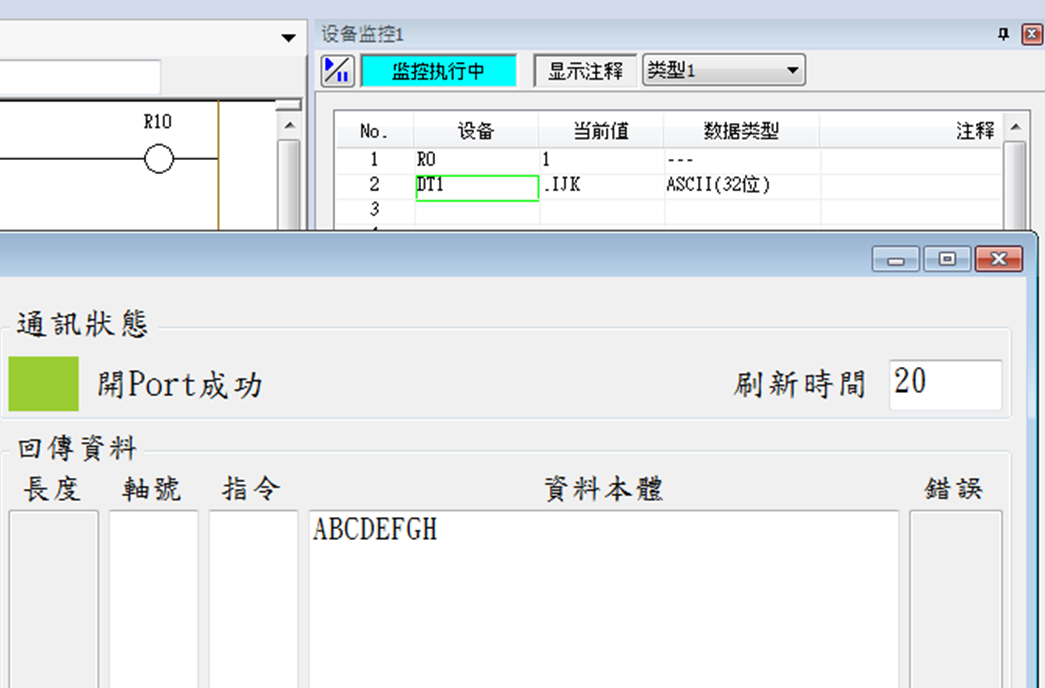 设备监控1
监控执行中 显示注释 类型1
R10
No. 设备 当前值 数据类型 注释
1 R0 1 ---
2 DT1 .IJK ASCII(32位)
3
通訊狀態
開Port成功 刷新時間 20
回傳資料
長度 軸號 指令 資料本體 錯誤
ABCDEFGH